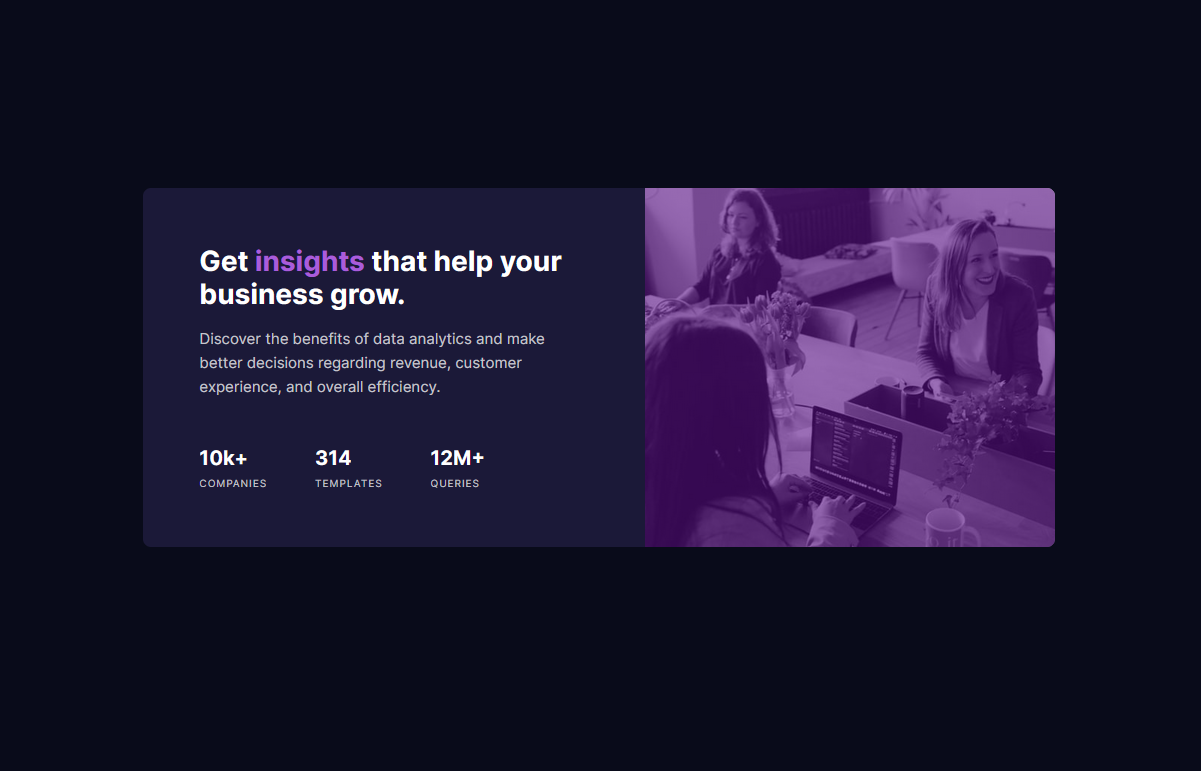 Get insights that help your
business grow.
Discover the benefits of data analytics and make
better decisions regarding revenue, customer
experience, and overall efficiency.
10k+ 314 12M+
COMPANIES TEMPLATES QUERIES